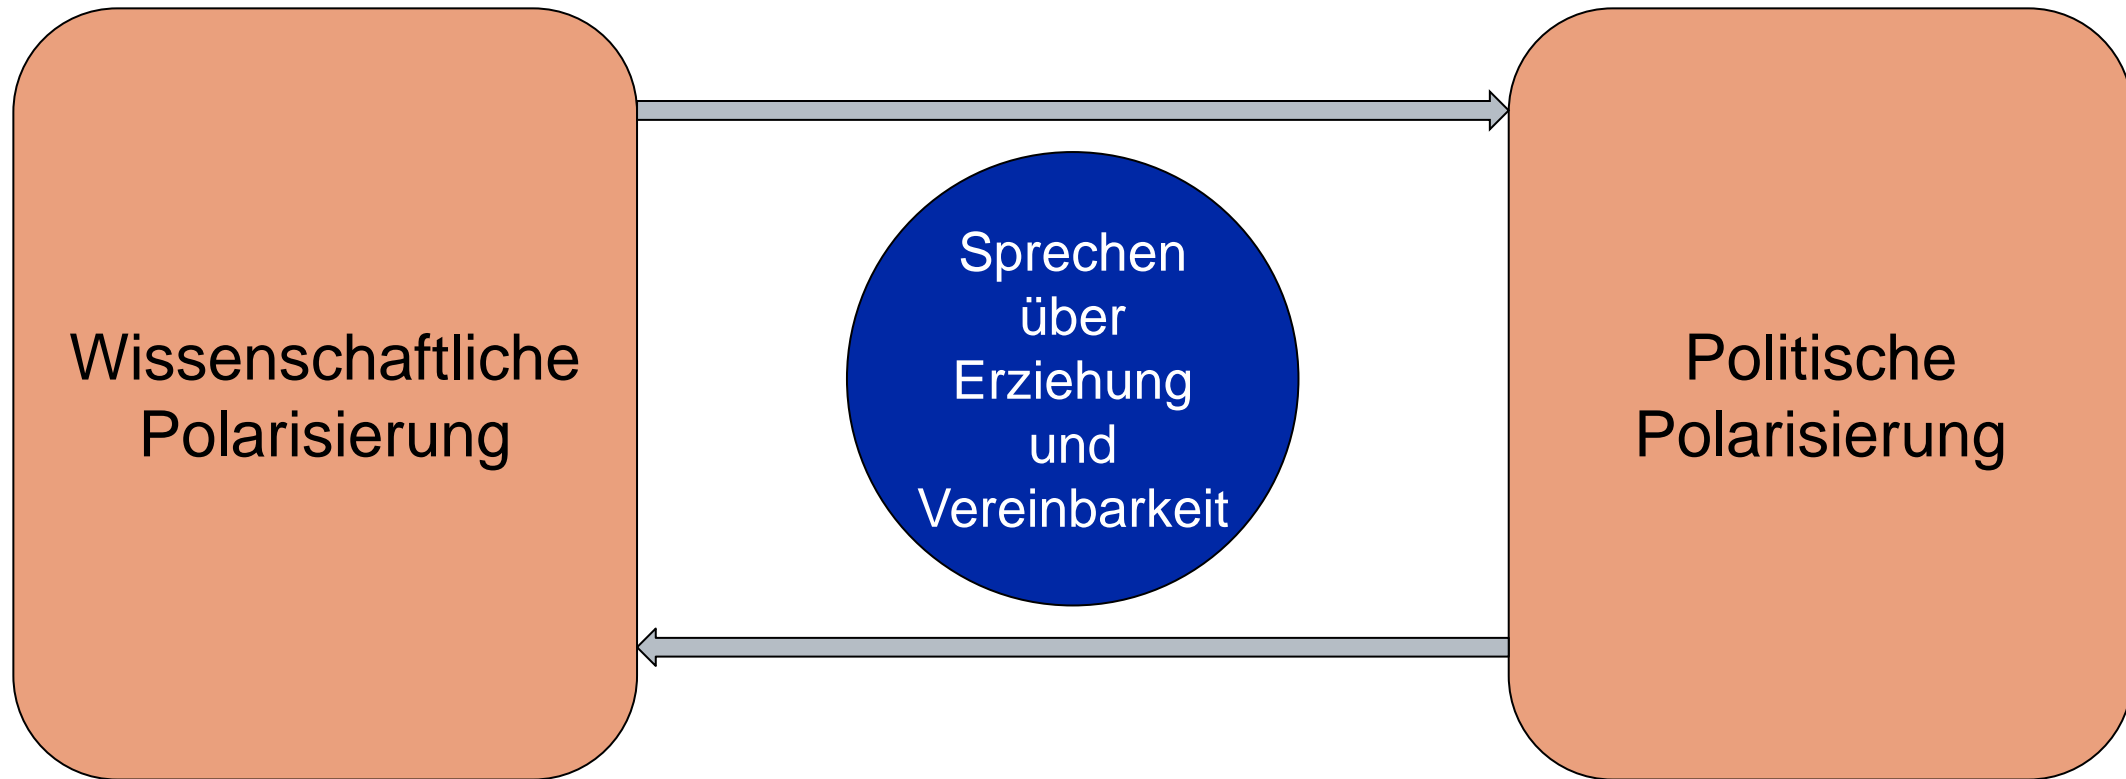 Wissenschaftliche
Polarisierung
Sprechen
über
Erziehung
und
Vereinbarkeit
Politische
Polarisierung